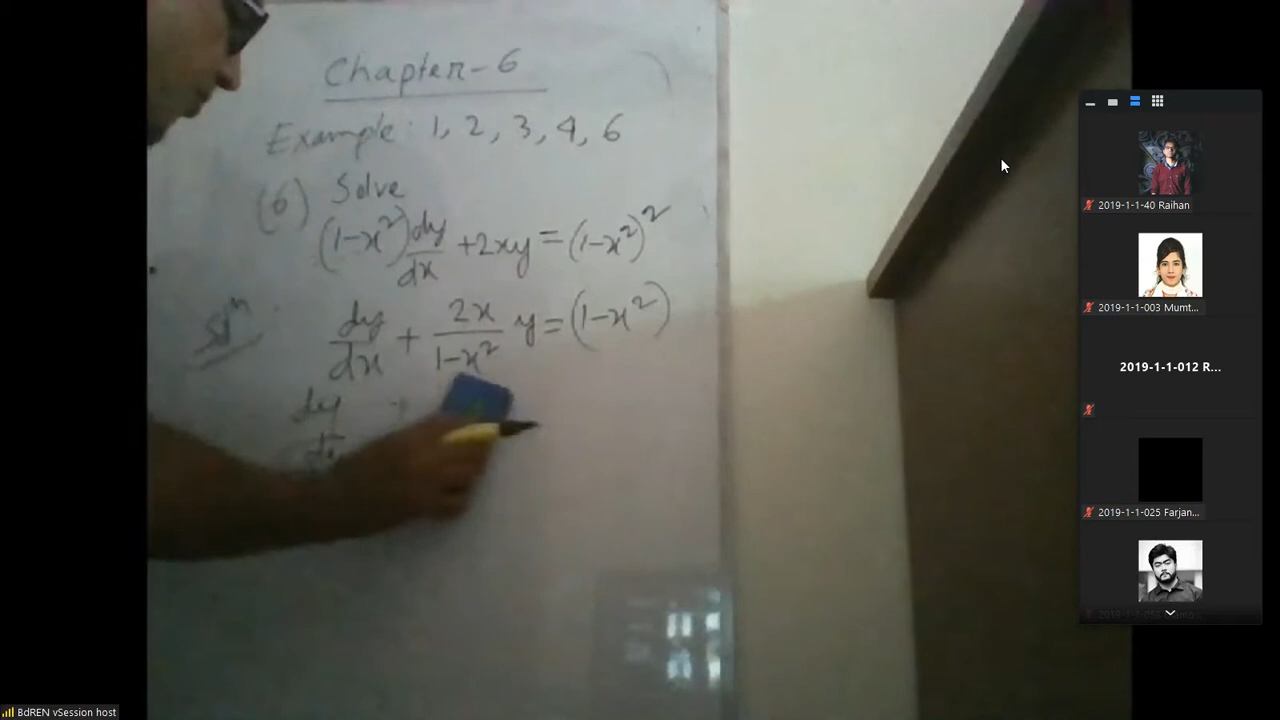 Chapter-6
Example: 1, 2, 3, 4, 6
(6) Solve
(1-x²) dy/dx + 2xy = (1-x²)²
Solⁿ: dy/dx + 2x/1-x² y = (1-x²)
dy/dx +
2019-1-1-40 Raihan
2019-1-1-003 Mumt...
2019-1-1-012 R...
2019-1-1-025 Farjan...
BdREN vSession host